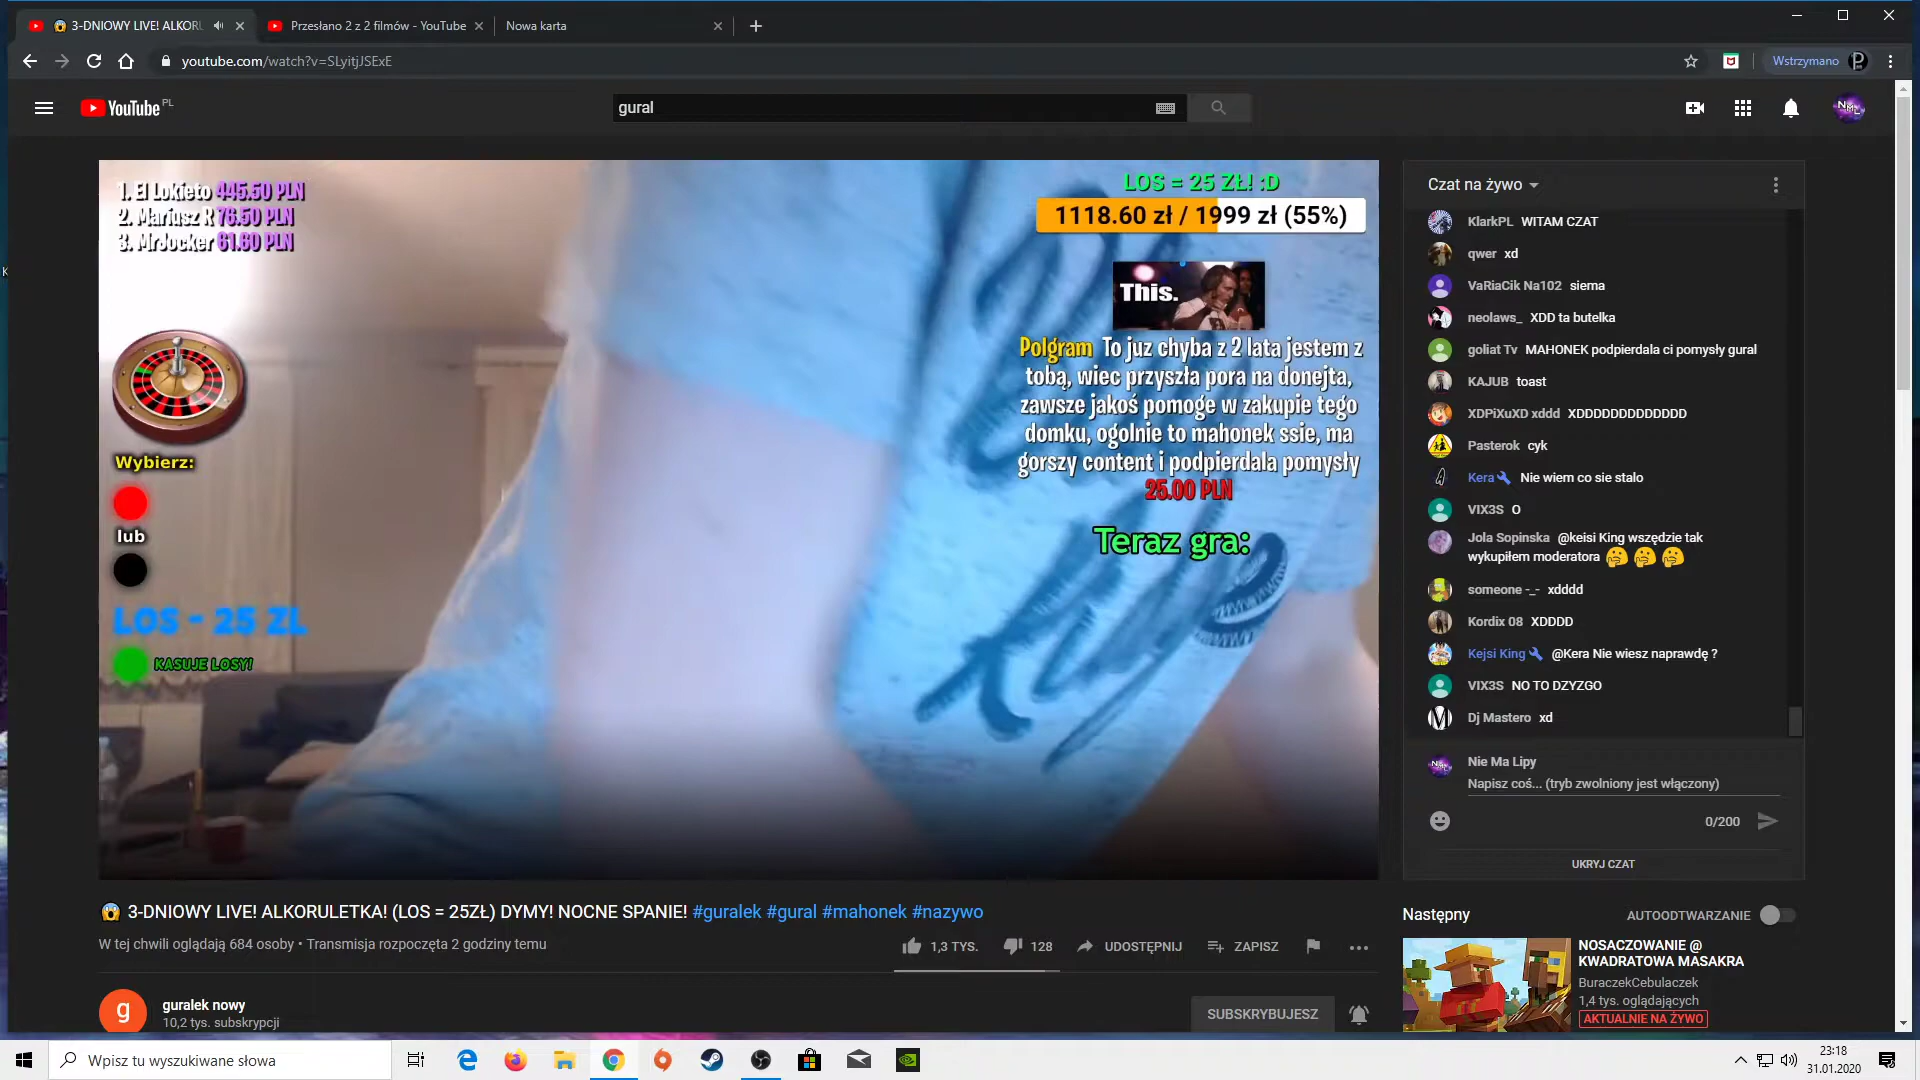 3-DNIOWY LIVE! ALKORU
Przesłano 2 z 2 filmów - YouTube
Nowa karta
youtube.com/watch?v=SLyitjJSExE
Wstrzymano
YouTube PL
gural
1. El Lokieto 445.50 PLN
2. Mariusz R 76.50 PLN
3. MrJocker 61.60 PLN
LOS = 25 ZŁ! :D
1118.60 zł / 1999 zł (55%)
This.
Polgram To juz chyba z 2 lata jestem z
tobą, wiec przyszła pora na donejta,
zawsze jakoś pomoge w zakupie tego
domku, ogolnie to mahonek ssie, ma
gorszy content i podpierdala pomysły
25.00 PLN
Teraz gra:
Wybierz:
lub
LOS - 25 ZL
KASUJE LOSY!
Czat na żywo
KlarkPL WITAM CZAT
qwer xd
VaRiaCik Na102 siema
neolaws_ XDD ta butelka
goliat Tv MAHONEK podpierdala ci pomysły gural
KAJUB toast
XDPiXuXD xddd XDDDDDDDDDDDDD
Pasterok cyk
Kera Nie wiem co sie stalo
VIX3S O
Jola Sopinska @keisi King wszędzie tak
wykupiłem moderatora 🤔 🤔 🤔
someone -_- xdddd
Kordix 08 XDDDD
Kejsi King @Kera Nie wiesz naprawdę ?
VIX3S NO TO DZYZGO
Dj Mastero xd
Nie Ma Lipy
Napisz coś... (tryb zwolniony jest włączony)
0/200
UKRYJ CZAT
😱 3-DNIOWY LIVE! ALKORULETKA! (LOS = 25ZŁ) DYMY! NOCNE SPANIE! #guralek #gural #mahonek #nazywo
W tej chwili oglądają 684 osoby • Transmisja rozpoczęta 2 godziny temu
1,3 TYS.
128
UDOSTĘPNIJ
ZAPISZ
g
guralek nowy
10,2 tys. subskrypcji
SUBSKRYBUJESZ
Następny
AUTOODTWARZANIE
NOSACZOWANIE @
KWADRATOWA MASAKRA
BuraczekCebulaczek
1,4 tys. oglądających
AKTUALNIE NA ŻYWO
Wpisz tu wyszukiwane słowa
23:18
31.01.2020